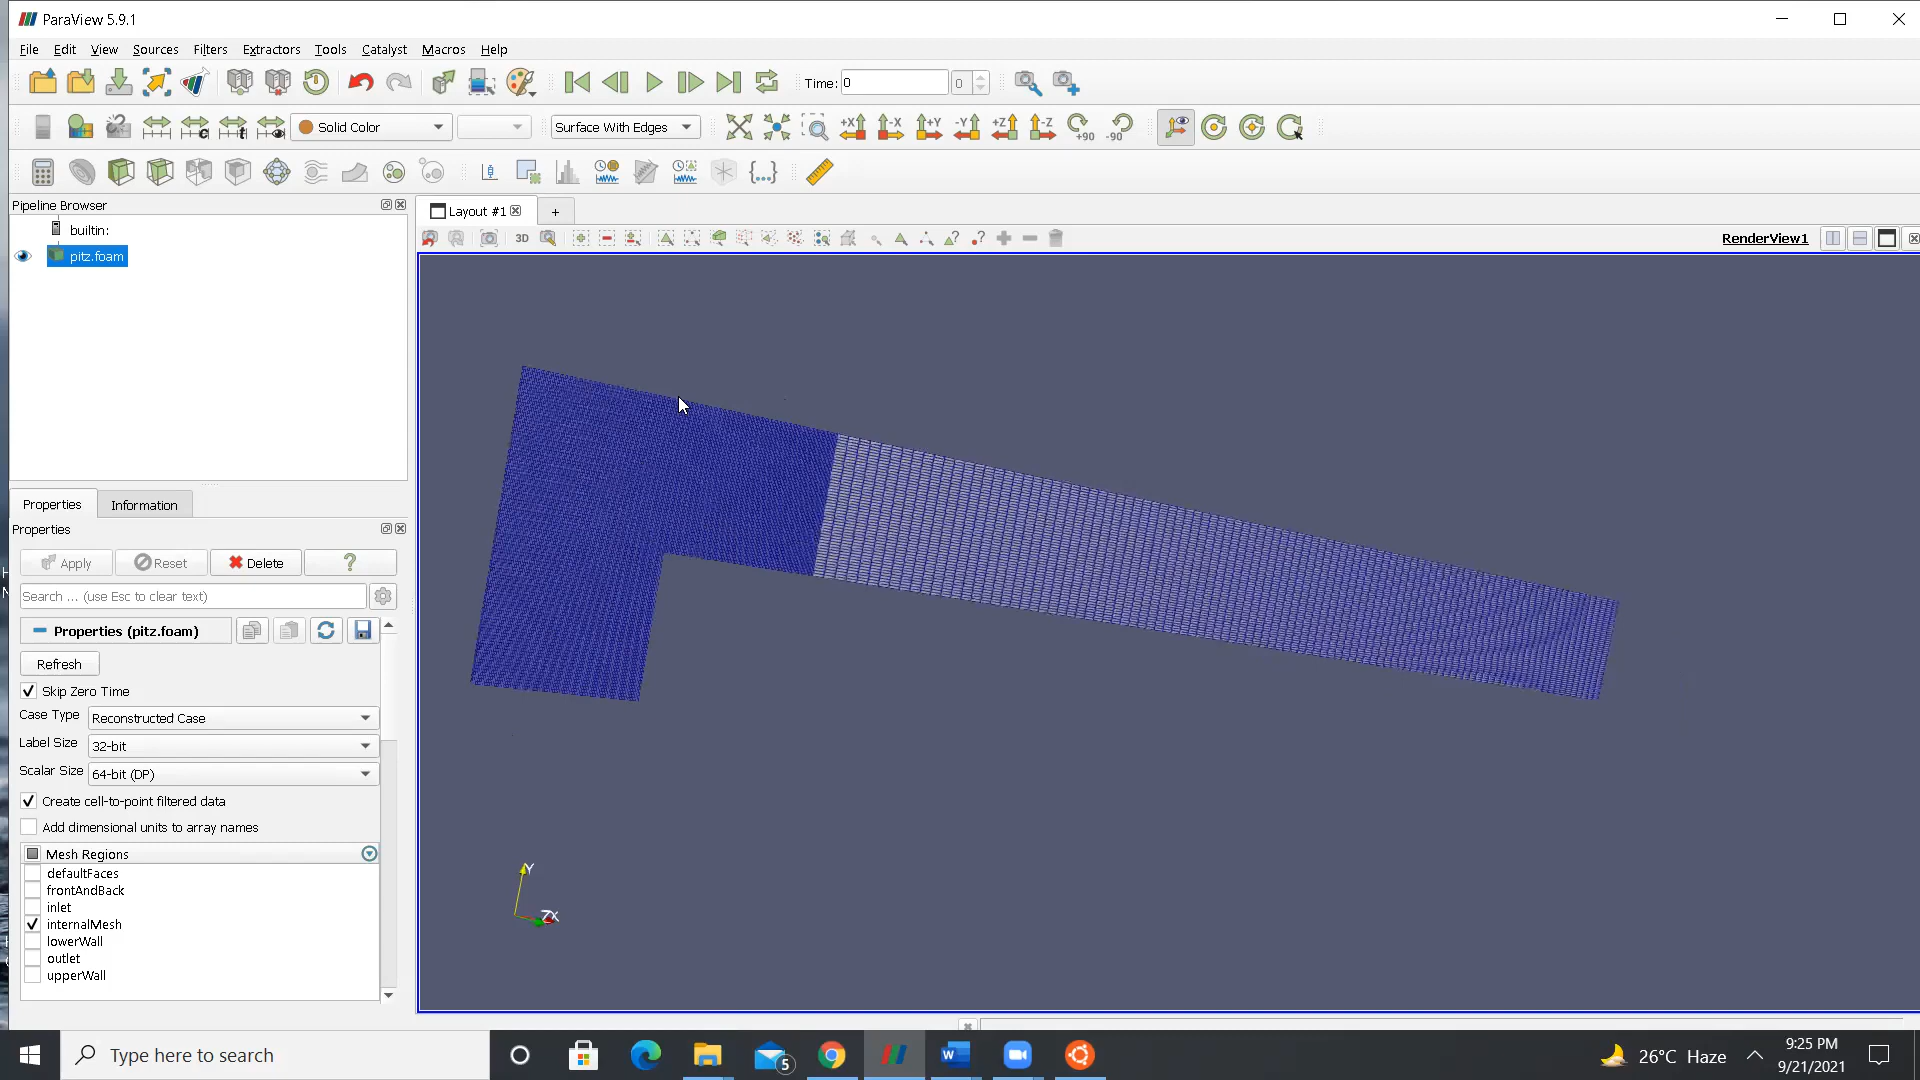 ParaView 5.9.1
File Edit View Sources Filters Extractors Tools Catalyst Macros Help
Time: 0 0
Solid Color Surface With Edges +X -X +Y -Y +Z -Z +90 -90
Pipeline Browser
Layout #1 +
builtin:
3D RenderView1
pitz.foam
Properties Information
Properties
Apply Reset Delete ?
Search ... (use Esc to clear text)
Properties (pitz.foam)
Refresh
Skip Zero Time
Case Type Reconstructed Case
Label Size 32-bit
Scalar Size 64-bit (DP)
Create cell-to-point filtered data
Add dimensional units to array names
Mesh Regions
defaultFaces
frontAndBack
inlet
internalMesh
lowerWall
outlet
upperWall
Y
ZX
Type here to search 5 26°C Haze 9:25 PM
9/21/2021